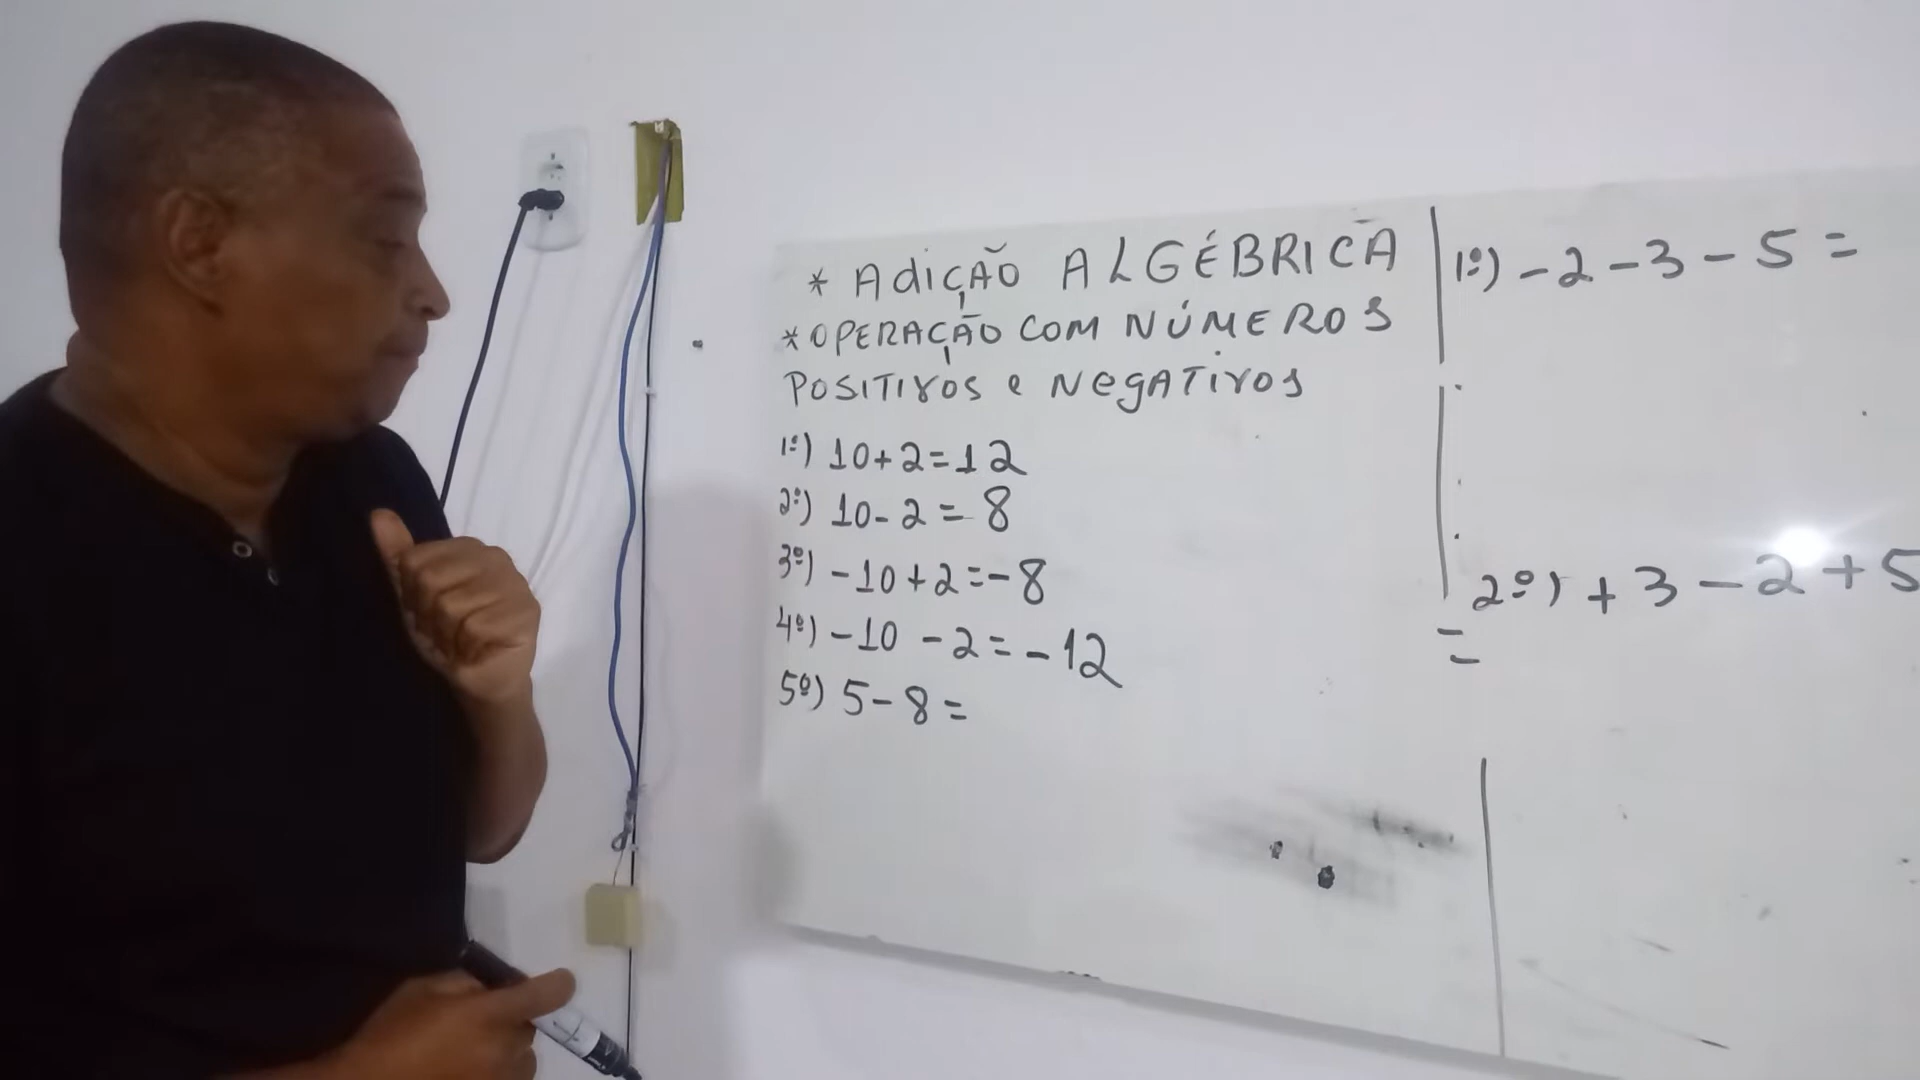 * ADIÇÃO ALGÉBRICA
* OPERAÇÃO COM NÚMEROS
POSITIVOS e NEGATIVOS
1º) 10+2=12
2º) 10-2=8
3º) -10+2=-8
4º) -10 -2=-12
5º) 5-8=
1º) -2-3-5=
2º) +3-2+5
=